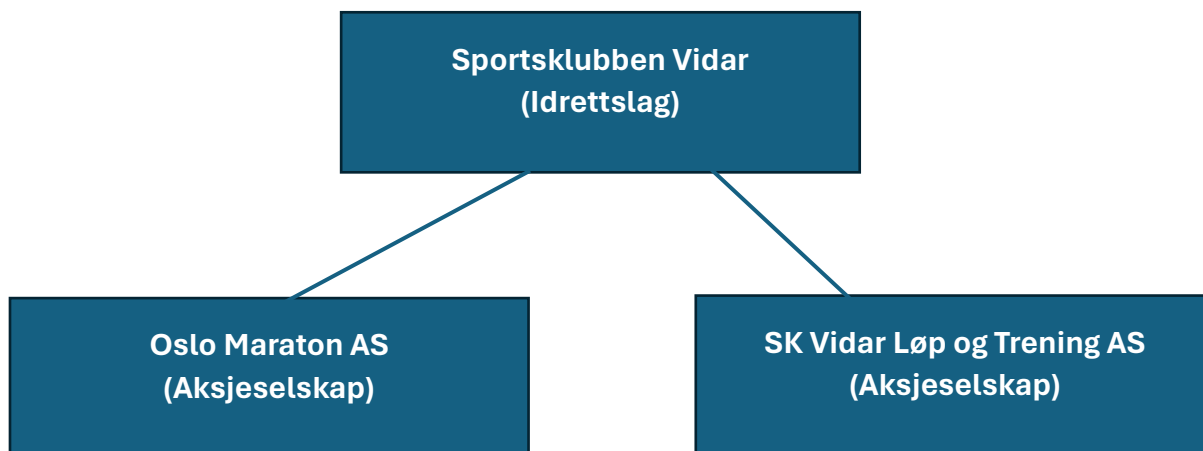 Sportsklubben Vidar
(Idrettslag)
Oslo Maraton AS
(Aksjeselskap)
SK Vidar Løp og Trening AS
(Aksjeselskap)